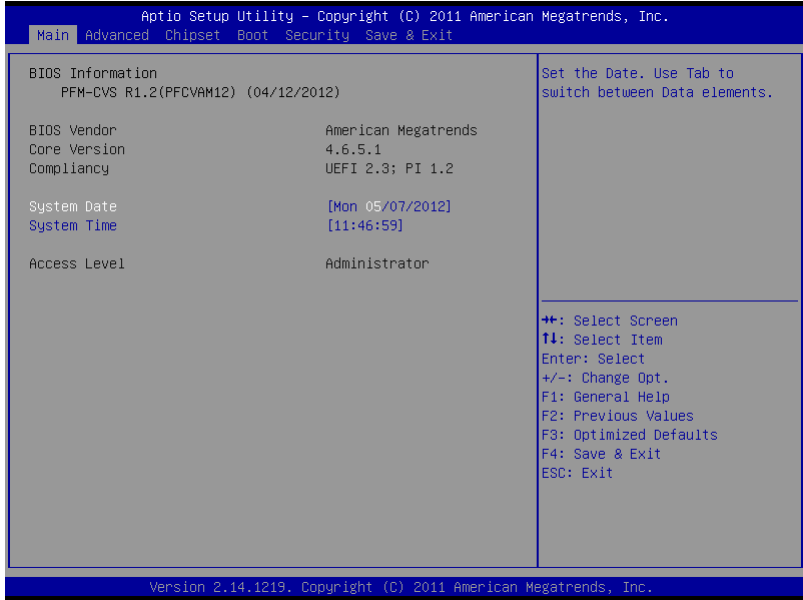 Aptio Setup Utility – Copyright (C) 2011 American Megatrends, Inc.
Main Advanced Chipset Boot Security Save & Exit
BIOS Information
PFM-CVS R1.2(PFCVAM12) (04/12/2012)
BIOS Vendor American Megatrends
Core Version 4.6.5.1
Compliancy UEFI 2.3; PI 1.2
System Date [Mon 05/07/2012]
System Time [11:46:59]
Access Level Administrator
Set the Date. Use Tab to
switch between Data elements.
→←: Select Screen
↑↓: Select Item
Enter: Select
+/-: Change Opt.
F1: General Help
F2: Previous Values
F3: Optimized Defaults
F4: Save & Exit
ESC: Exit
Version 2.14.1219. Copyright (C) 2011 American Megatrends, Inc.